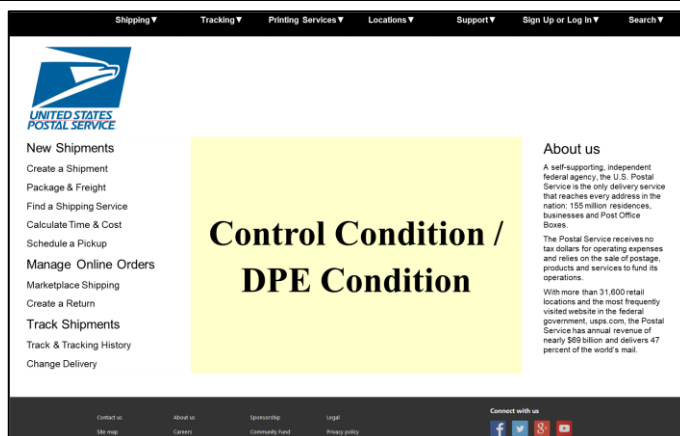 Shipping▼ Tracking▼ Printing Services▼ Locations▼ Support▼ Sign Up or Log In▼ Search▼
UNITED STATES
POSTAL SERVICE
New Shipments
Create a Shipment
Package & Freight
Find a Shipping Service
Calculate Time & Cost
Schedule a Pickup
Manage Online Orders
Marketplace Shipping
Create a Return
Track Shipments
Track & Tracking History
Change Delivery
Control Condition /
DPE Condition
About us
A self-supporting, independent
federal agency, the U.S. Postal
Service is the only delivery service
that reaches every address in the
nation: 155 million residences,
businesses and Post Office
Boxes.
The Postal Service receives no
tax dollars for operating expenses
and relies on the sale of postage,
products and services to fund its
operations.
With more than 31,600 retail
locations and the most frequently
visited website in the federal
government, usps.com, the Postal
Service has annual revenue of
nearly $69 billion and delivers 47
percent of the world's mail.
Contact us About us Sponsorship Legal
Site map Careers Community Fund Privacy policy
Connect with us